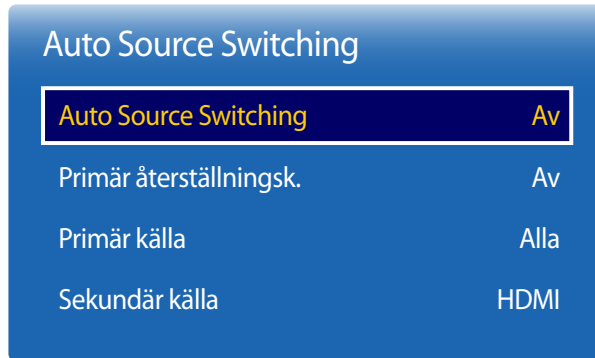 Auto Source Switching
Auto Source Switching Av
Primär återställningsk. Av
Primär källa Alla
Sekundär källa HDMI